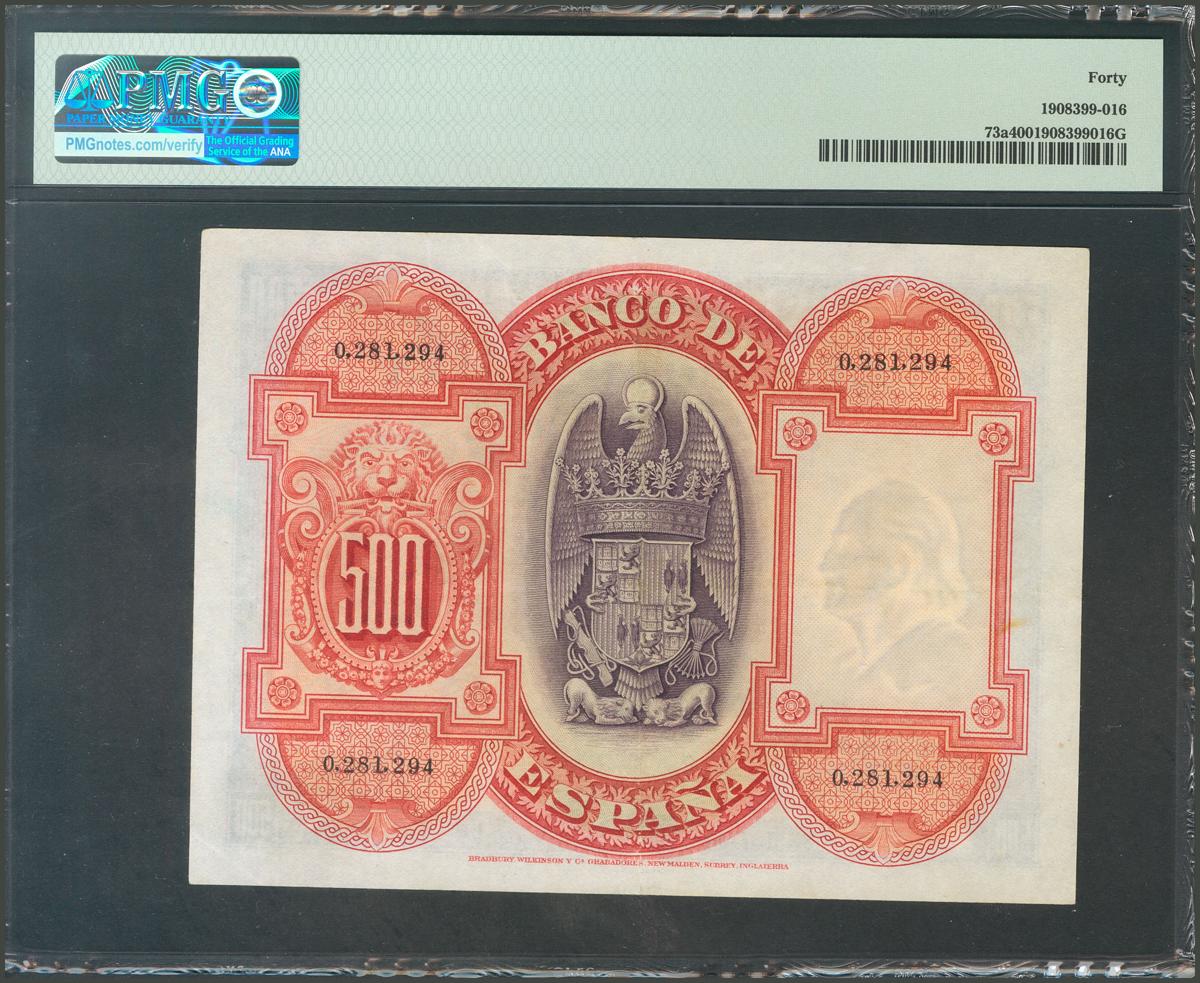 PMG
PAPER MONEY GUARANTY
PMGnotes.com/verify
The Official Grading
Service of the ANA
Forty
1908399-016
73a4001908399016G
BANCO DE
0.281.294
0.281.294
500
0.281.294
0.281.294
ESPAÑA
BRADBURY, WILKINSON Y Cª GRABADORES, NEW MALDEN, SURREY, INGLATERRA